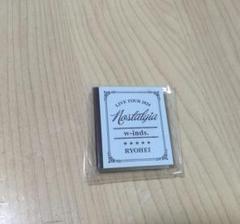 LIVE TOUR 2024
Nostalgia
w-inds.
★★★★★
RYOHEI